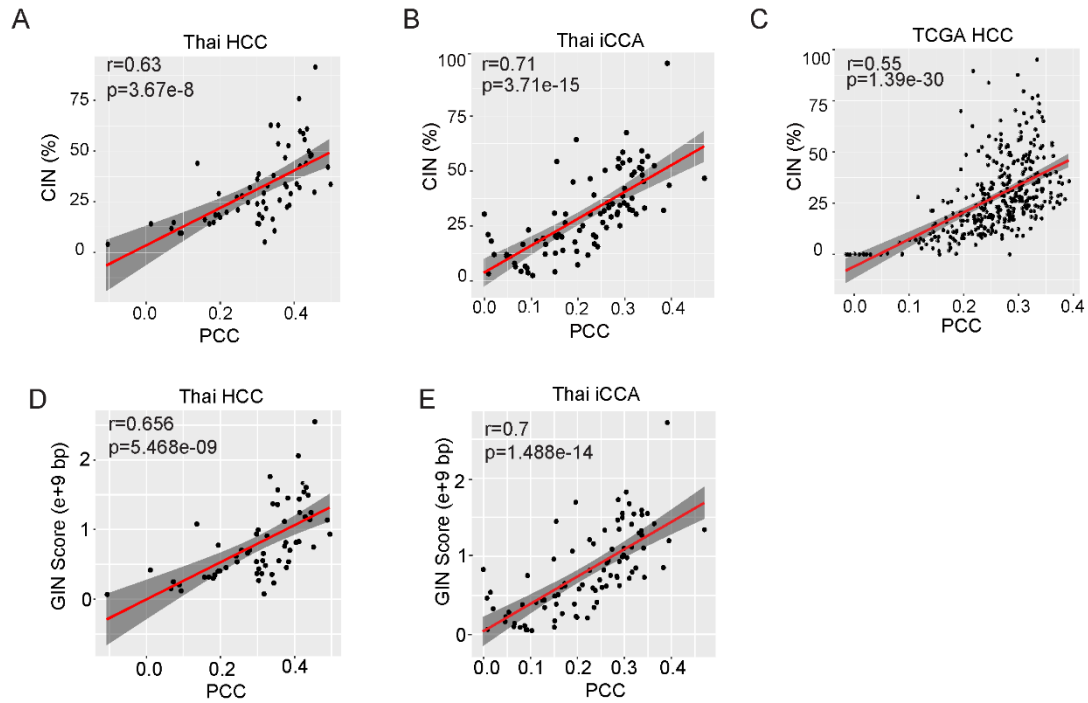 A
Thai HCC
r=0.63
p=3.67e-8
75
50
25
0
CIN (%)
0.0 0.2 0.4
PCC
B
Thai iCCA
100
r=0.71
p=3.71e-15
75
50
25
0
CIN (%)
0.0 0.1 0.2 0.3 0.4
PCC
C
TCGA HCC
100
r=0.55
p=1.39e-30
75
50
25
0
CIN (%)
0.0 0.1 0.2 0.3 0.4
PCC
D
Thai HCC
r=0.656
p=5.468e-09
2
1
0
GIN Score (e+9 bp)
0.0 0.2 0.4
PCC
E
Thai iCCA
r=0.7
p=1.488e-14
2
1
0
GIN Score (e+9 bp)
0.0 0.1 0.2 0.3 0.4
PCC